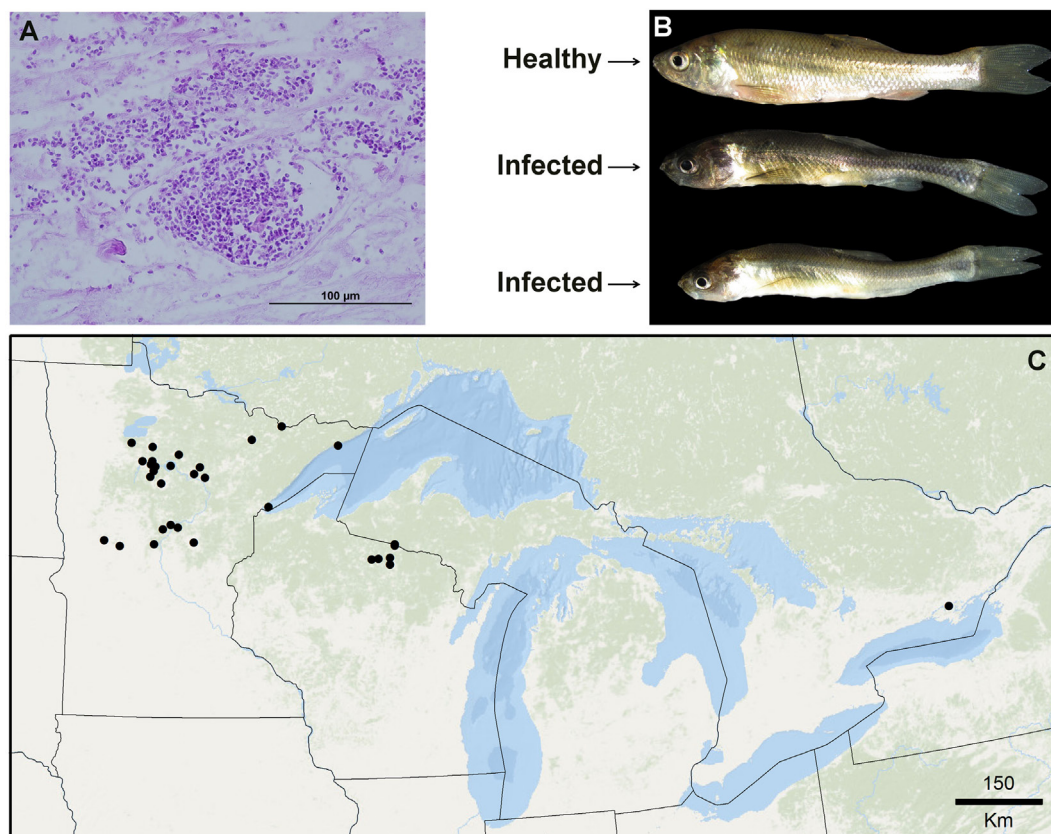 A
100 µm
B
Healthy →
Infected →
Infected →
C
150
Km